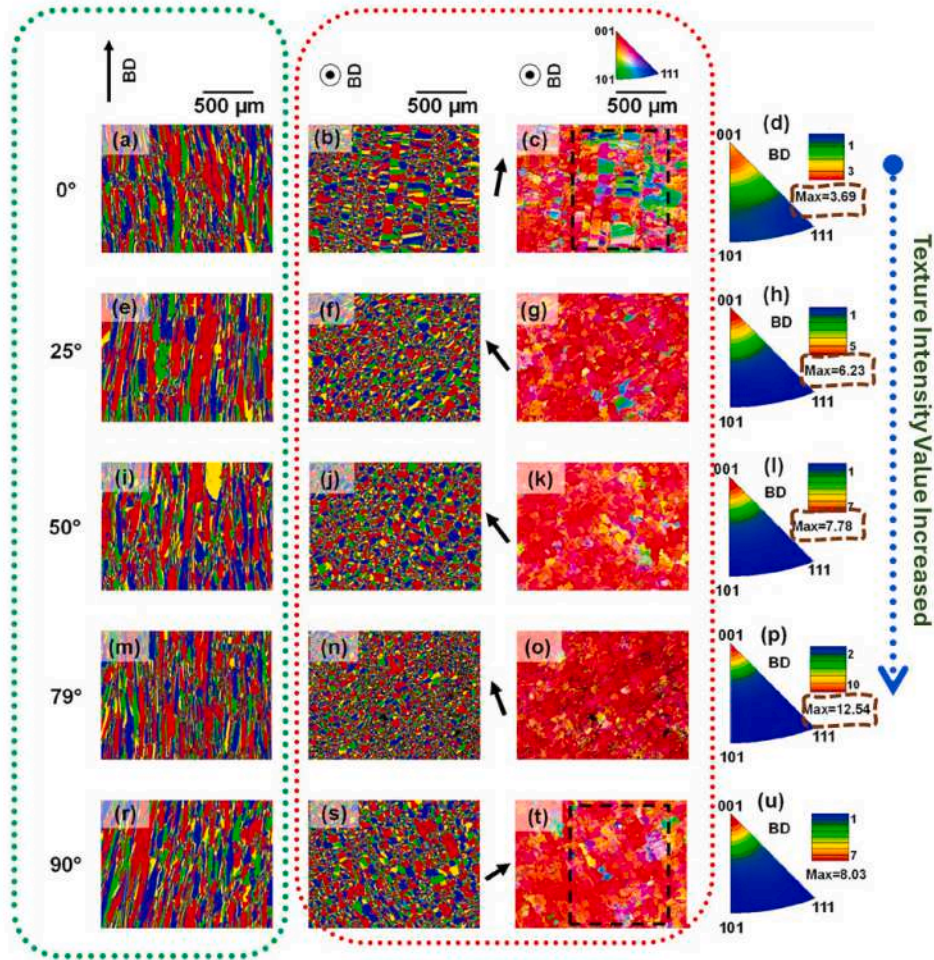 BD
BD
BD
001
101
111
500 µm
500 µm
500 µm
0°
(a)
(b)
(c)
(d)
001
BD
1
3
Max=3.69
111
101
25°
(e)
(f)
(g)
(h)
001
BD
1
5
Max=6.23
111
101
50°
(i)
(j)
(k)
(l)
001
BD
1
7
Max=7.78
111
101
79°
(m)
(n)
(o)
(p)
001
BD
2
10
Max=12.54
111
101
90°
(r)
(s)
(t)
(u)
001
BD
1
7
Max=8.03
111
101
Texture Intensity Value Increased